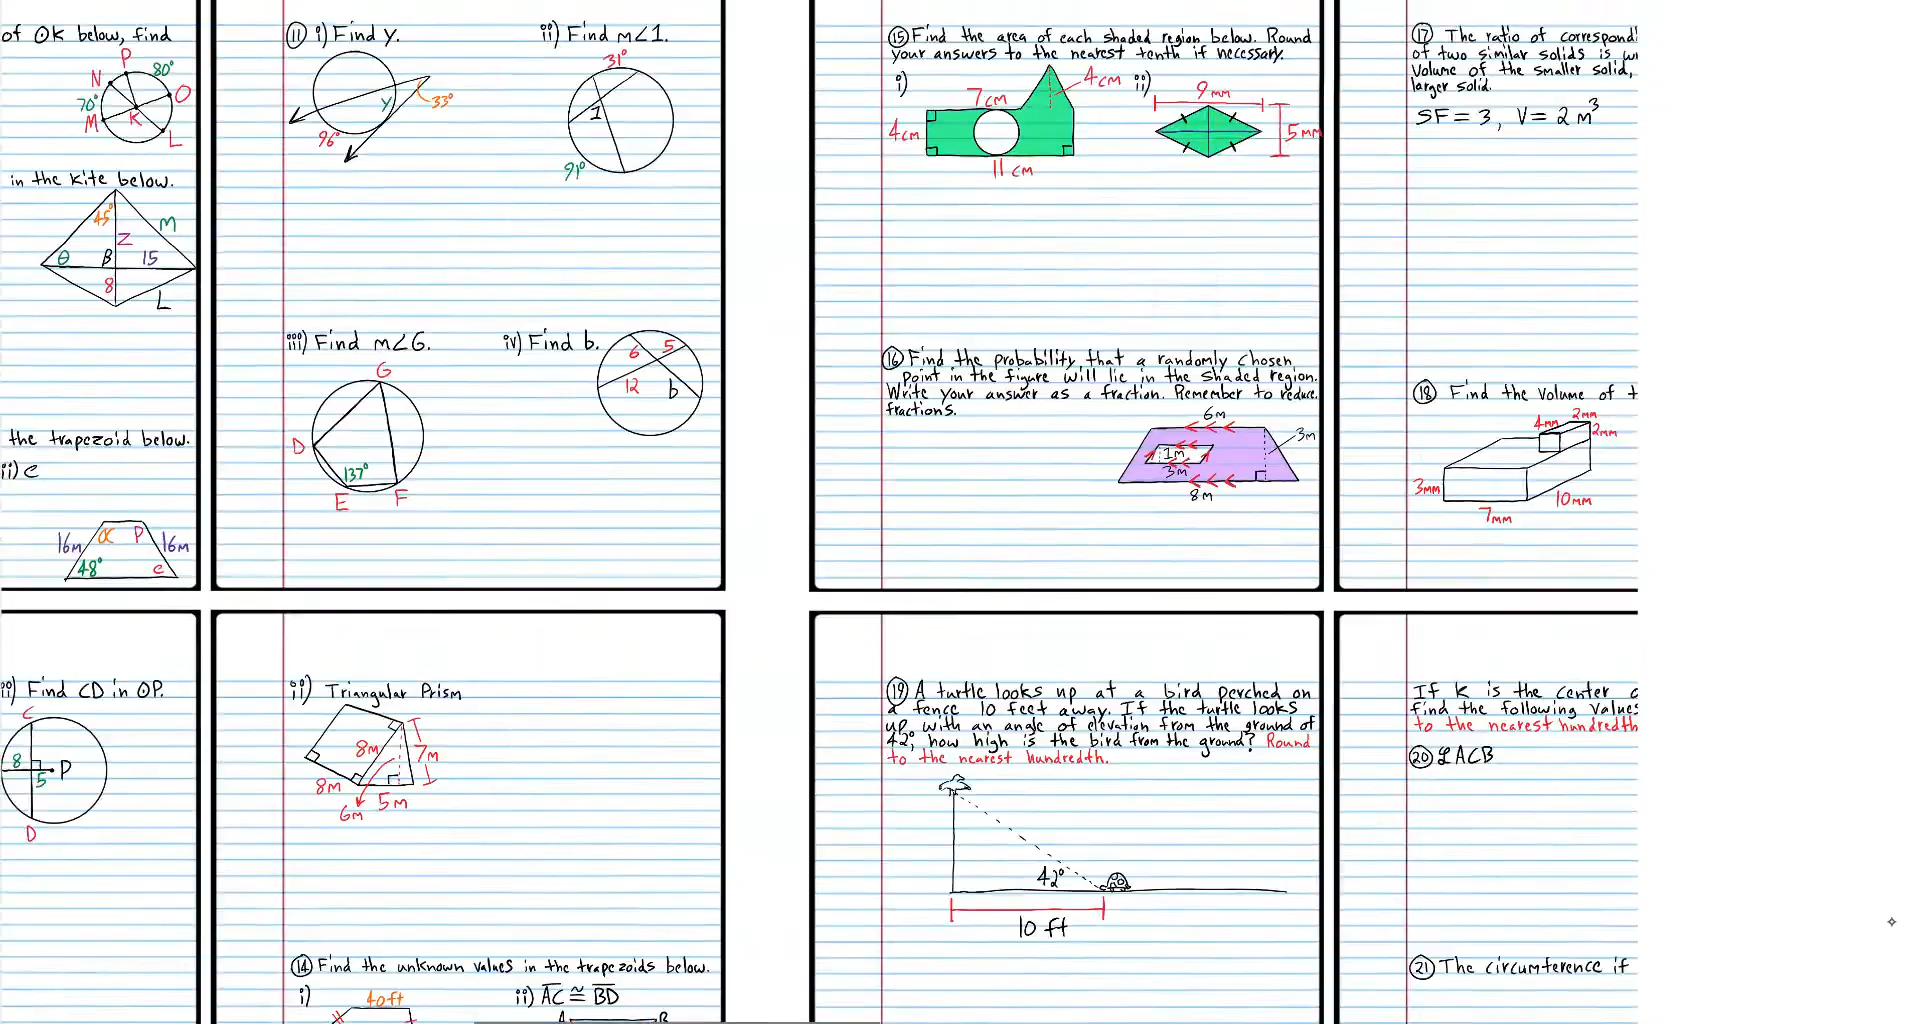 of ⊙K below, find
P
N
80°
O
70°
M
K
L
in the kite below.
45°
M
Z
θ
B
15
8
L
the trapezoid below.
ii) e
16m
α
P
16m
48°
e
⑪ i) Find y.
y
33°
96°
ii) Find m∠1.
31°
1
91°
iii) Find m∠G.
G
D
137°
E
F
iv) Find b.
6
5
12
b
⑮ Find the area of each shaded region below. Round
your answers to the nearest tenth if necessary.
i)
4cm
7cm
4cm
11cm
ii)
9mm
5mm
⑯ Find the probability that a randomly chosen
point in the figure will lie in the shaded region.
Write your answer as a fraction. Remember to reduce
fractions.
6m
3m
1m
3m
8m
⑰ The ratio of correspond
of two similar solids is
Volume of the smaller solid,
larger solid.
SF = 3, V = 2 m³
⑱ Find the Volume of
2mm
4mm
2mm
3mm
10mm
7mm
ii) Find CD in ⊙P.
C
8
5
P
D
ii) Triangular Prism
8m
7m
8m
5m
6m
⑭ Find the unknown values in the trapezoids below.
i)
40ft
ii) AC ≅ BD
A
B
⑲ A turtle looks up at a bird perched on
a fence 10 feet away. If the turtle looks
up with an angle of elevation from the ground of
42°, how high is the bird from the ground? Round
to the nearest hundredth.
42°
10 ft
If K is the center
find the following values
to the nearest hundredth
⑳ ∠ACB
㉑ The circumference if